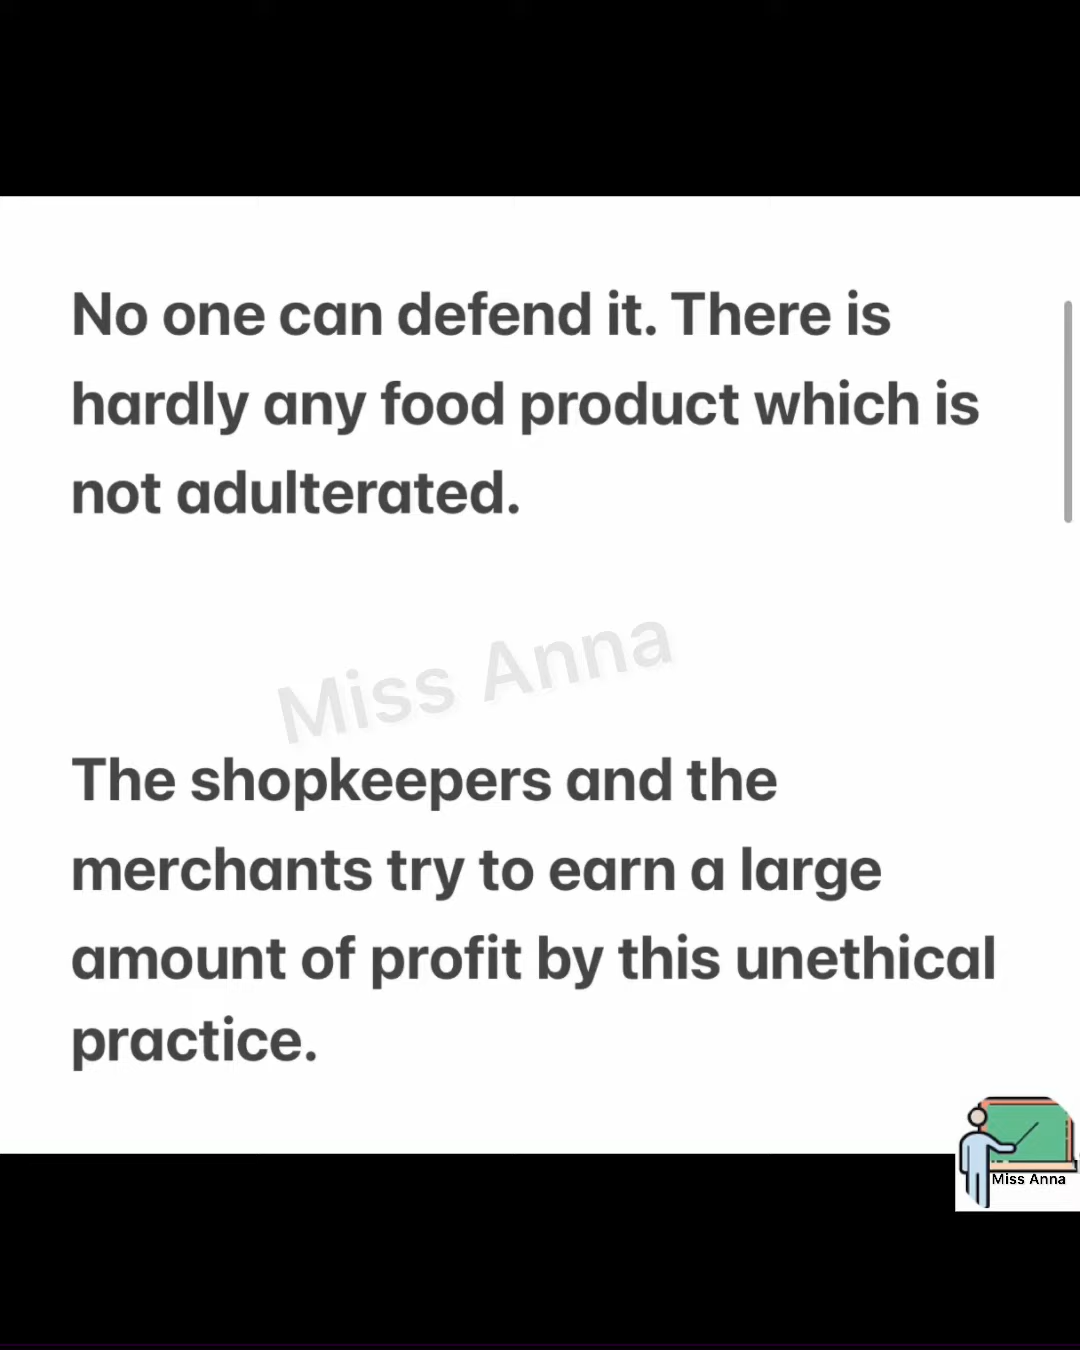 No one can defend it. There is
hardly any food product which is
not adulterated.
Miss Anna
The shopkeepers and the
merchants try to earn a large
amount of profit by this unethical
practice.
Miss Anna